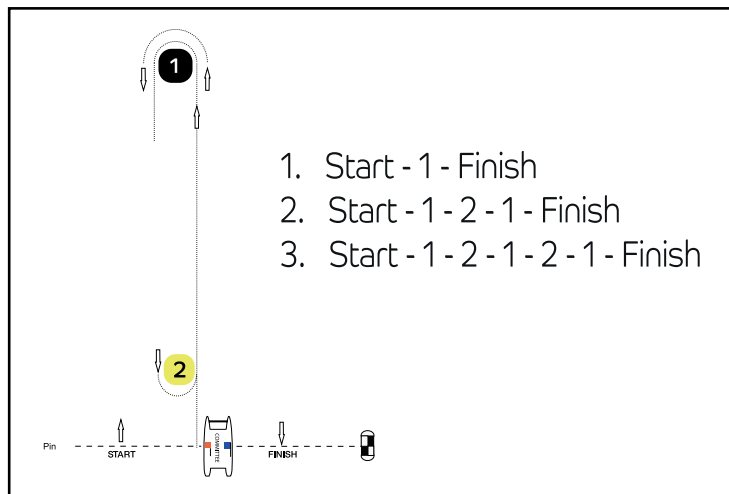 1
1. Start - 1 - Finish
2. Start - 1 - 2 - 1 - Finish
3. Start - 1 - 2 - 1 - 2 - 1 - Finish
2
Pin
START
COMMITTEE
FINISH